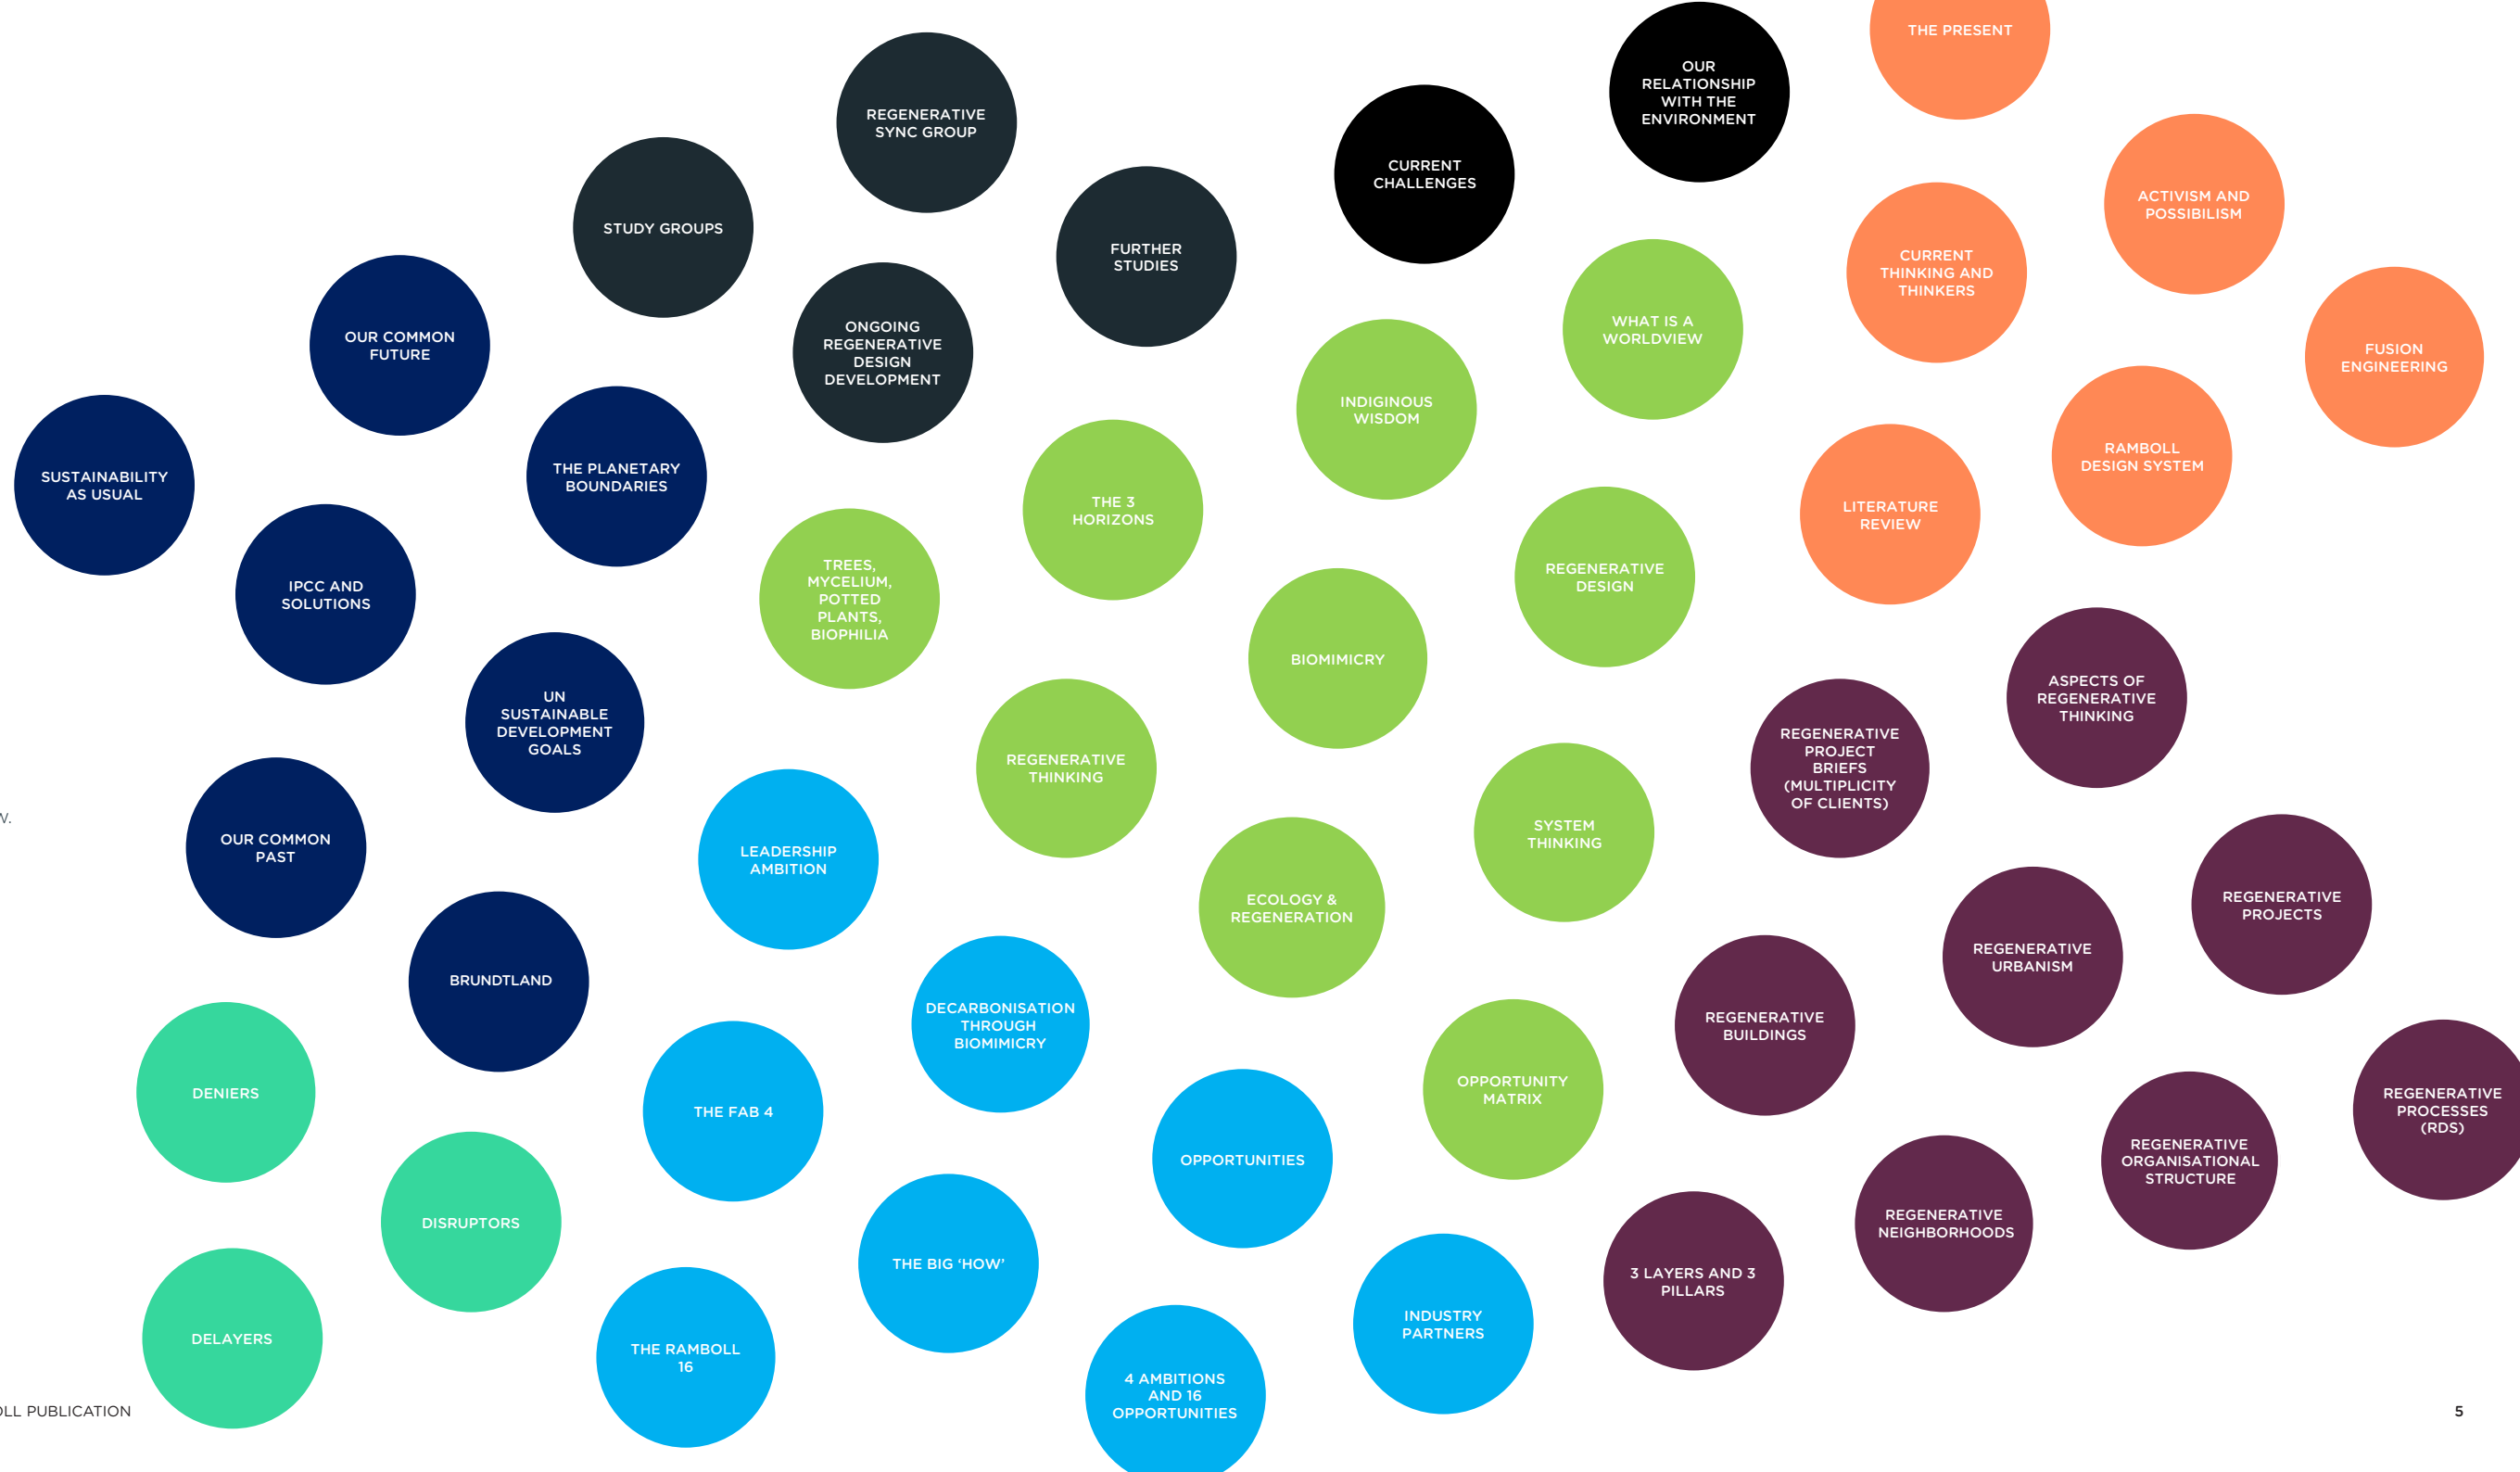 THE PRESENT
OUR
RELATIONSHIP
WITH THE
ENVIRONMENT
REGENERATIVE
SYNC GROUP
CURRENT
CHALLENGES
ACTIVISM AND
POSSIBILISM
STUDY GROUPS
FURTHER
STUDIES
CURRENT
THINKING AND
THINKERS
OUR COMMON
FUTURE
ONGOING
REGENERATIVE
DESIGN
DEVELOPMENT
WHAT IS A
WORLDVIEW
FUSION
ENGINEERING
INDIGINOUS
WISDOM
RAMBOLL
DESIGN SYSTEM
SUSTAINABILITY
AS USUAL
THE PLANETARY
BOUNDARIES
THE 3
HORIZONS
LITERATURE
REVIEW
IPCC AND
SOLUTIONS
TREES,
MYCELIUM,
POTTED
PLANTS,
BIOPHILIA
REGENERATIVE
DESIGN
BIOMIMICRY
ASPECTS OF
REGENERATIVE
THINKING
UN
SUSTAINABLE
DEVELOPMENT
GOALS
REGENERATIVE
THINKING
REGENERATIVE
PROJECT
BRIEFS
(MULTIPLICITY
OF CLIENTS)
OUR COMMON
PAST
LEADERSHIP
AMBITION
SYSTEM
THINKING
ECOLOGY &
REGENERATION
REGENERATIVE
PROJECTS
BRUNDTLAND
REGENERATIVE
URBANISM
DECARBONISATION
THROUGH
BIOMIMICRY
REGENERATIVE
BUILDINGS
DENIERS
THE FAB 4
OPPORTUNITY
MATRIX
REGENERATIVE
PROCESSES
(RDS)
OPPORTUNITIES
REGENERATIVE
ORGANISATIONAL
STRUCTURE
DISRUPTORS
THE BIG ‘HOW’
REGENERATIVE
NEIGHBORHOODS
3 LAYERS AND 3
PILLARS
DELAYERS
THE RAMBOLL
16
INDUSTRY
PARTNERS
4 AMBITIONS
AND 16
OPPORTUNITIES
PUBLICATION
5